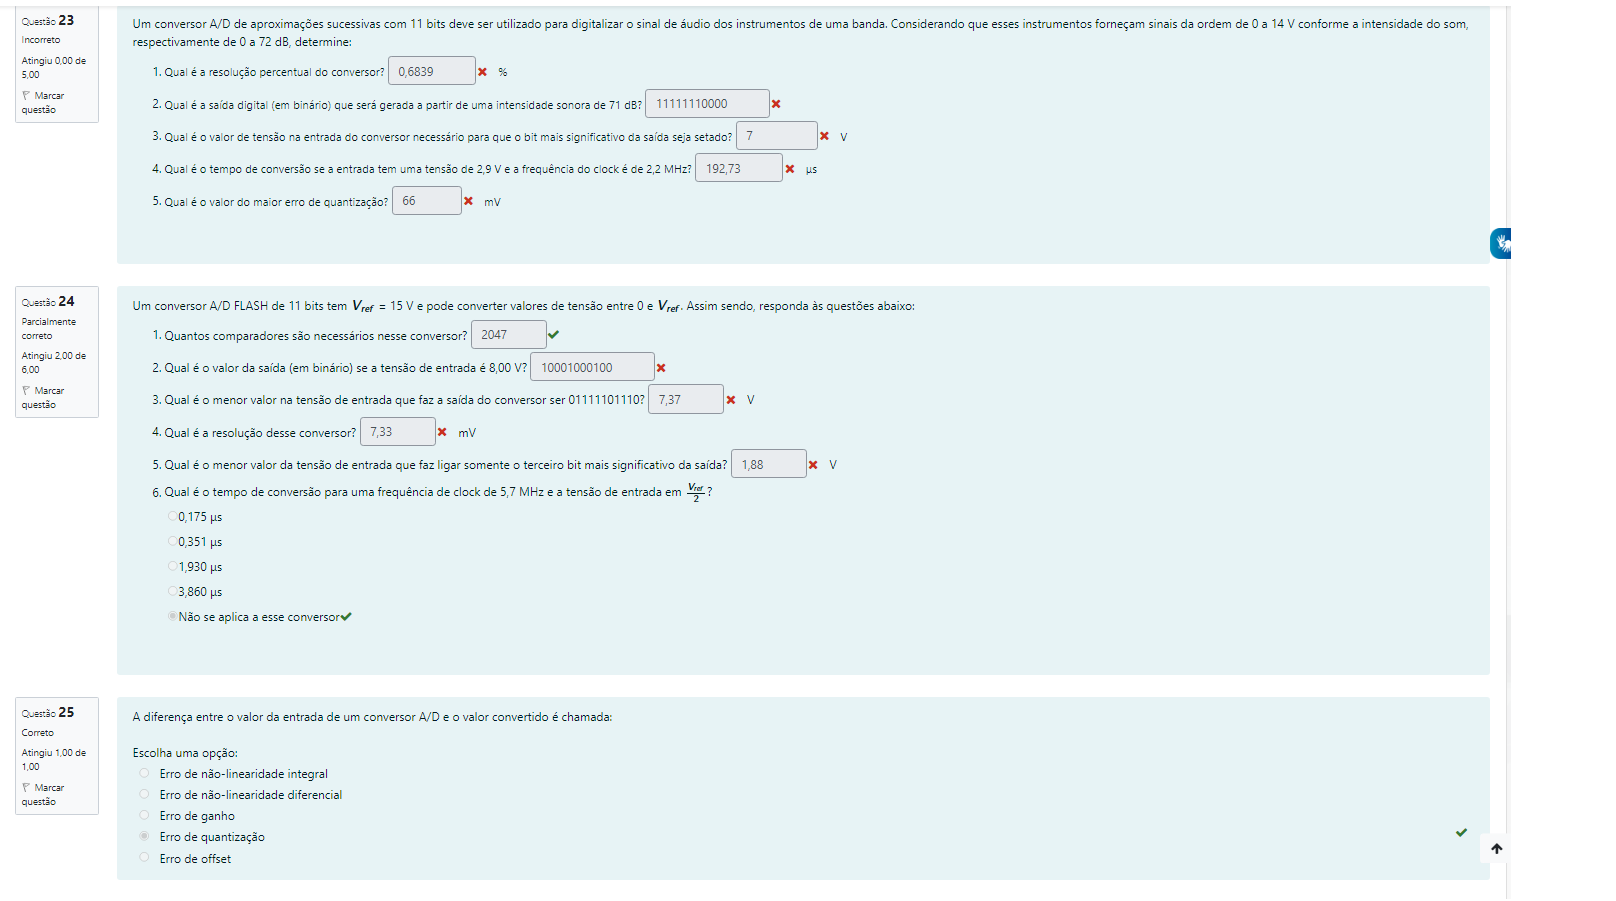 Questão 23
Incorreto
Atingiu 0,00 de
5,00
Marcar
questão
Um conversor A/D de aproximações sucessivas com 11 bits deve ser utilizado para digitalizar o sinal de áudio dos instrumentos de uma banda. Considerando que esses instrumentos forneçam sinais da ordem de 0 a 14 V conforme a intensidade do som,
respectivamente de 0 a 72 dB, determine:
1. Qual é a resolução percentual do conversor? 0,6839 %
2. Qual é a saída digital (em binário) que será gerada a partir de uma intensidade sonora de 71 dB? 11111110000
3. Qual é o valor de tensão na entrada do conversor necessário para que o bit mais significativo da saída seja setado? 7 V
4. Qual é o tempo de conversão se a entrada tem uma tensão de 2,9 V e a frequência do clock é de 2,2 MHz? 192,73 μs
5. Qual é o valor do maior erro de quantização? 66 mV
Questão 24
Parcialmente
correto
Atingiu 2,00 de
6,00
Marcar
questão
Um conversor A/D FLASH de 11 bits tem Vref = 15 V e pode converter valores de tensão entre 0 e Vref. Assim sendo, responda às questões abaixo:
1. Quantos comparadores são necessários nesse conversor? 2047
2. Qual é o valor da saída (em binário) se a tensão de entrada é 8,00 V? 10001000100
3. Qual é o menor valor na tensão de entrada que faz a saída do conversor ser 01111101110? 7,37 V
4. Qual é a resolução desse conversor? 7,33 mV
5. Qual é o menor valor da tensão de entrada que faz ligar somente o terceiro bit mais significativo da saída? 1,88 V
6. Qual é o tempo de conversão para uma frequência de clock de 5,7 MHz e a tensão de entrada em Vref/2?
0,175 μs
0,351 μs
1,930 μs
3,860 μs
Não se aplica a esse conversor
Questão 25
Correto
Atingiu 1,00 de
1,00
Marcar
questão
A diferença entre o valor da entrada de um conversor A/D e o valor convertido é chamada:
Escolha uma opção:
Erro de não-linearidade integral
Erro de não-linearidade diferencial
Erro de ganho
Erro de quantização
Erro de offset